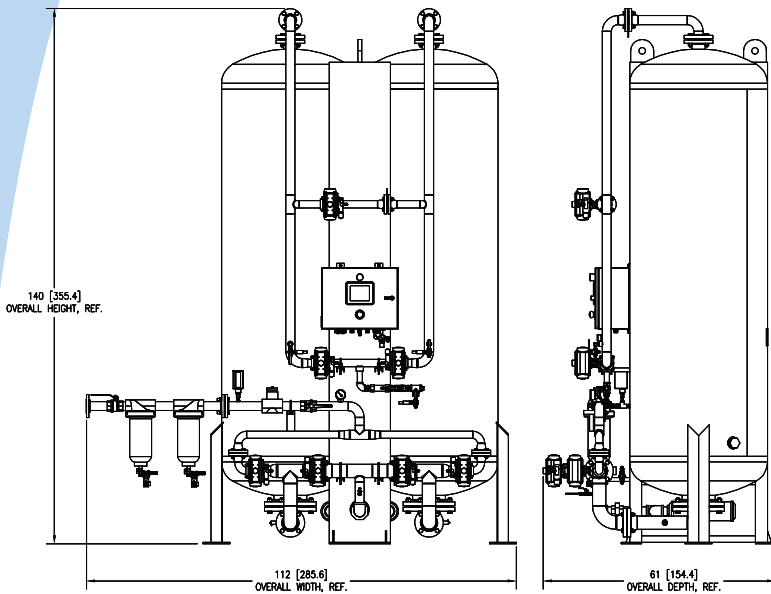 140 [355.4]
OVERALL HEIGHT, REF.
112 [285.6]
OVERALL WIDTH, REF.
61 [154.4]
OVERALL DEPTH, REF.